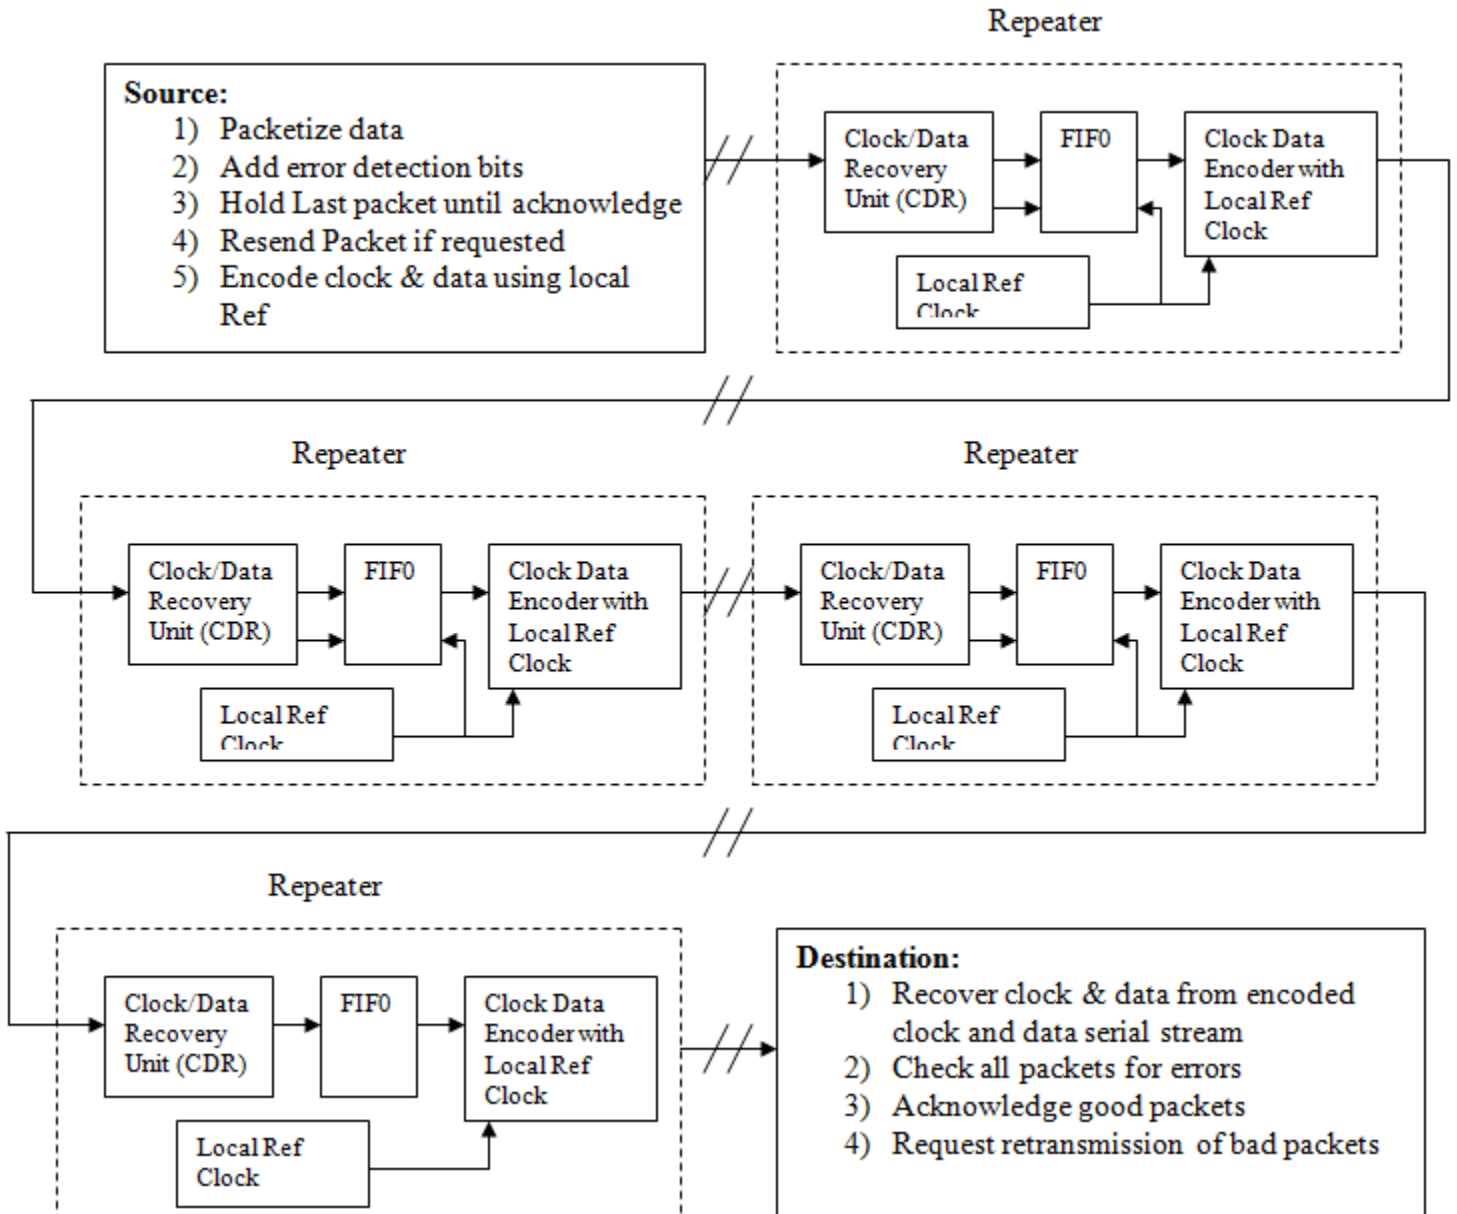 Repeater
Source:
1) Packetize data
2) Add error detection bits
3) Hold Last packet until acknowledge
4) Resend Packet if requested
5) Encode clock & data using local
Ref
Clock/Data
Recovery
Unit (CDR)
FIF0
Clock Data
Encoder with
Local Ref
Clock
Local Ref
Clock
Repeater
Clock/Data
Recovery
Unit (CDR)
FIF0
Clock Data
Encoder with
Local Ref
Clock
Local Ref
Clock
Repeater
Clock/Data
Recovery
Unit (CDR)
FIF0
Clock Data
Encoder with
Local Ref
Clock
Local Ref
Clock
Repeater
Clock/Data
Recovery
Unit (CDR)
FIF0
Clock Data
Encoder with
Local Ref
Clock
Local Ref
Clock
Destination:
1) Recover clock & data from encoded
clock and data serial stream
2) Check all packets for errors
3) Acknowledge good packets
4) Request retransmission of bad packets